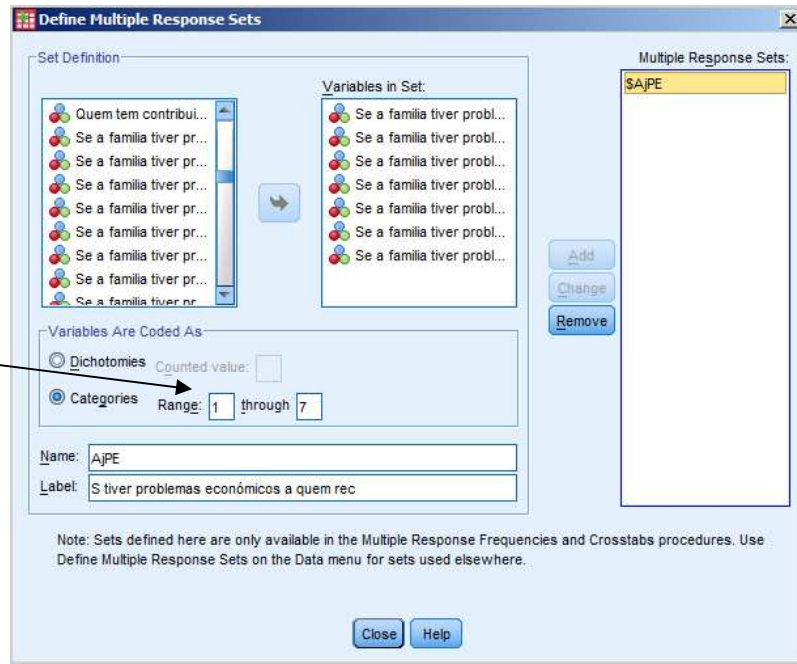 Define Multiple Response Sets
Set Definition
Quem tem contribui...
Se a familia tiver pr...
Se a familia tiver pr...
Se a familia tiver pr...
Se a familia tiver pr...
Se a familia tiver pr...
Se a familia tiver pr...
Se a familia tiver pr...
Se a familia tiver pr...
Variables in Set:
Se a familia tiver probl...
Se a familia tiver probl...
Se a familia tiver probl...
Se a familia tiver probl...
Se a familia tiver probl...
Se a familia tiver probl...
Se a familia tiver probl...
Multiple Response Sets:
$AjPE
Add
Change
Remove
Variables Are Coded As
Dichotomies Counted value:
Categories Range: 1 through 7
Name: AjPE
Label: S tiver problemas económicos a quem rec
Note: Sets defined here are only available in the Multiple Response Frequencies and Crosstabs procedures. Use
Define Multiple Response Sets on the Data menu for sets used elsewhere.
Close Help